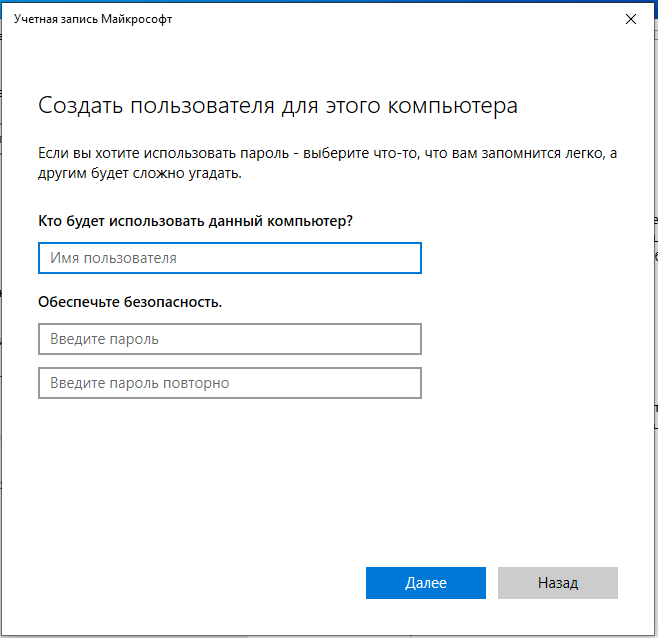 Учетная запись Майкрософт
Создать пользователя для этого компьютера
Если вы хотите использовать пароль - выберите что-то, что вам запомнится легко, а
другим будет сложно угадать.
Кто будет использовать данный компьютер?
Имя пользователя
Обеспечьте безопасность.
Введите пароль
Введите пароль повторно
Далее
Назад